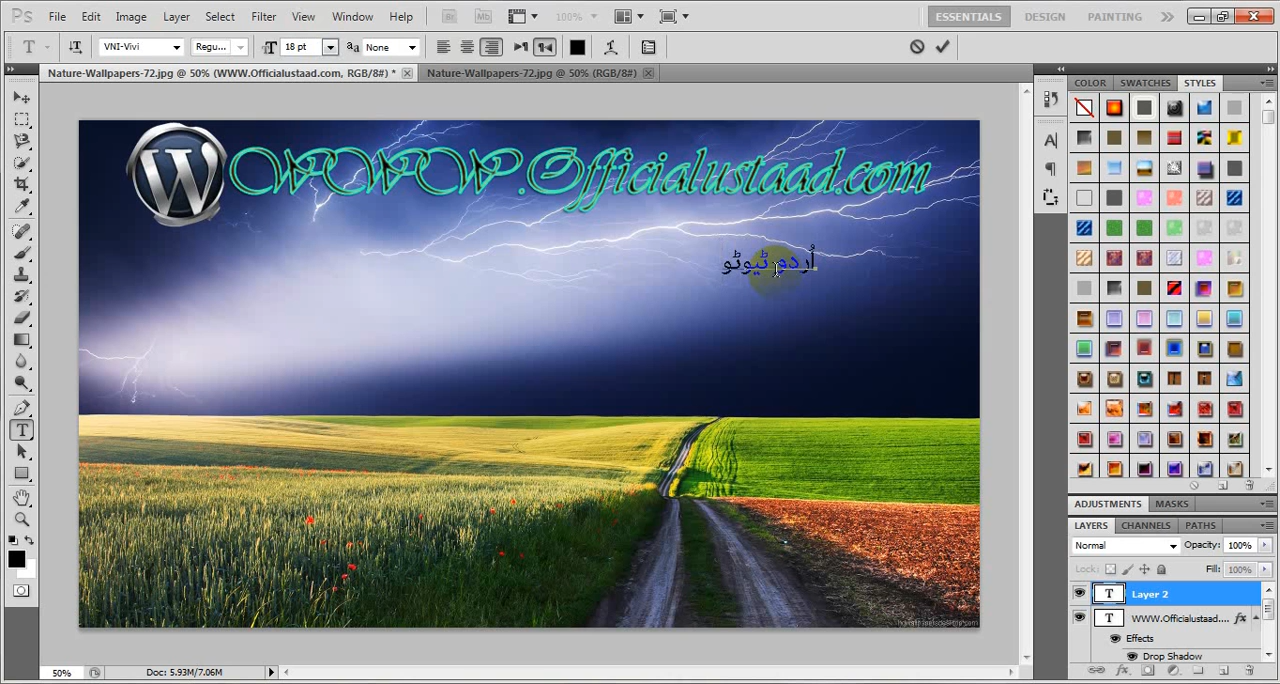 Ps File Edit Image Layer Select Filter View Window Help Br Mb 100% ESSENTIALS DESIGN PAINTING
T VNI-Vivi Regu... 18 pt None
Nature-Wallpapers-72.jpg @ 50% (WWW.Officialustaad.com, RGB/8#) * Nature-Wallpapers-72.jpg @ 50% (RGB/8#)
COLOR SWATCHES STYLES
WWW.Officialustaad.com
ADJUSTMENTS MASKS
LAYERS CHANNELS PATHS
Normal Opacity: 100%
Lock: Fill: 100%
T Layer 2
T WWW.Officialustaad.... fx
Effects
Drop Shadow
50% Doc: 5.93M/7.06M